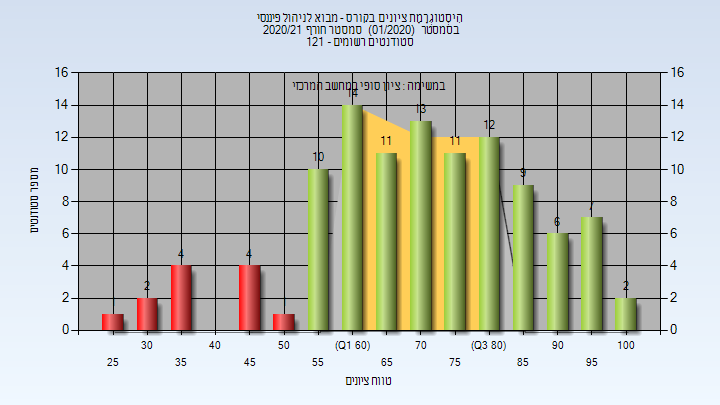 היסטוגרמת ציונים בקורס - מבוא לניהול פיננסי
בסמסטר (01/2020) סמסטר חורף 2020/21
סטודנטים רשומים - 121
במשימה : ציון סופי במחשב המרכזי
מספר סטודנטים
16 16
14 14
12 12
10 10
8 8
6 6
4 4
2 2
0 0
2 4 4 10 14 11 13 11 12 9 6 7 2
30 40 50 (Q1 60) 70 (Q3 80) 90 100
25 35 45 55 65 75 85 95
טווח ציונים